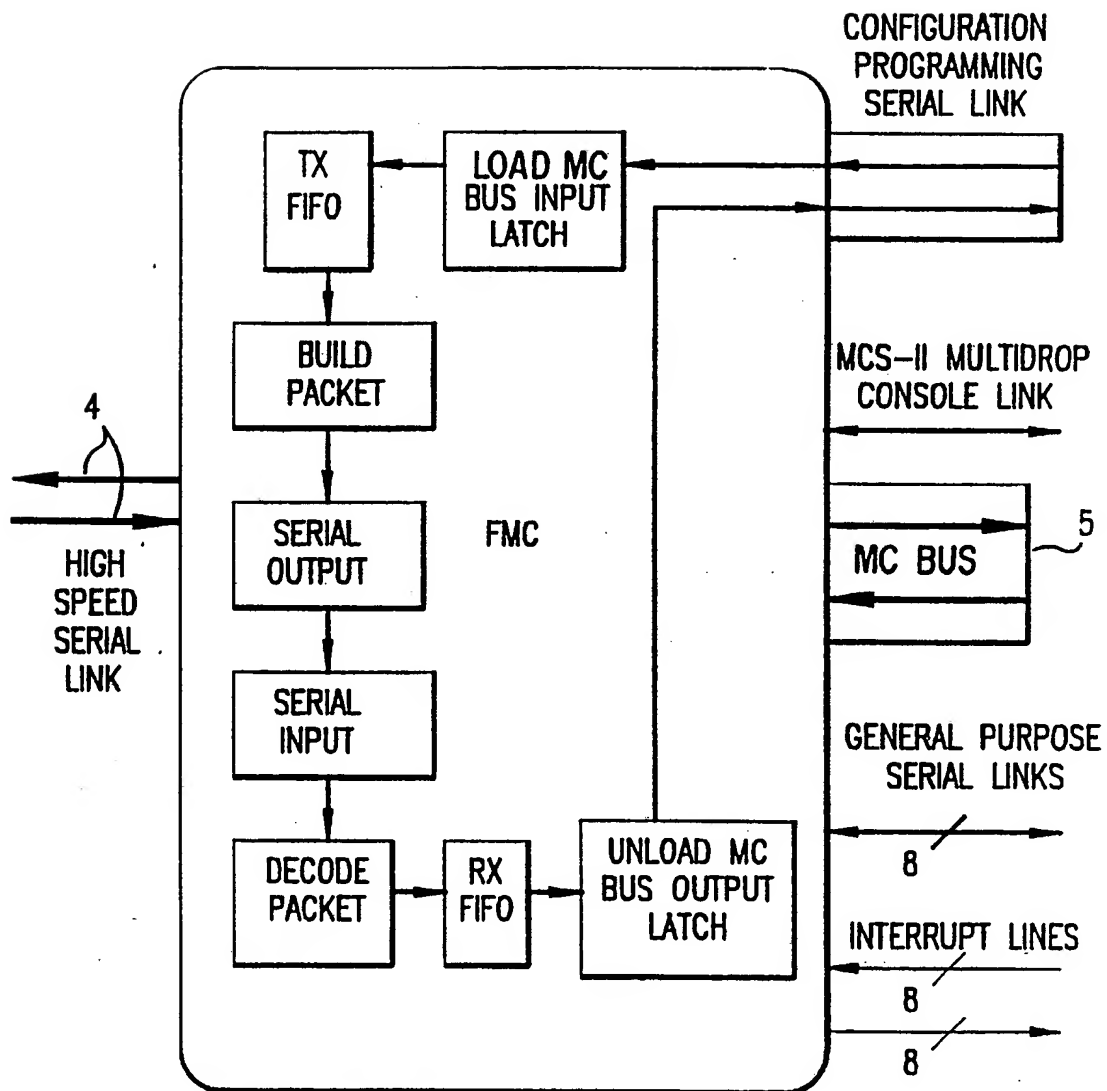 CONFIGURATION
PROGRAMMING
SERIAL LINK
TX
FIFO
LOAD MC
BUS INPUT
LATCH
BUILD
PACKET
MCS-II MULTIDROP
CONSOLE LINK
4
SERIAL
OUTPUT
FMC
5
MC BUS
HIGH
SPEED
SERIAL
LINK
SERIAL
INPUT
GENERAL PURPOSE
SERIAL LINKS
8
DECODE
PACKET
RX
FIFO
UNLOAD MC
BUS OUTPUT
LATCH
INTERRUPT LINES
8
8